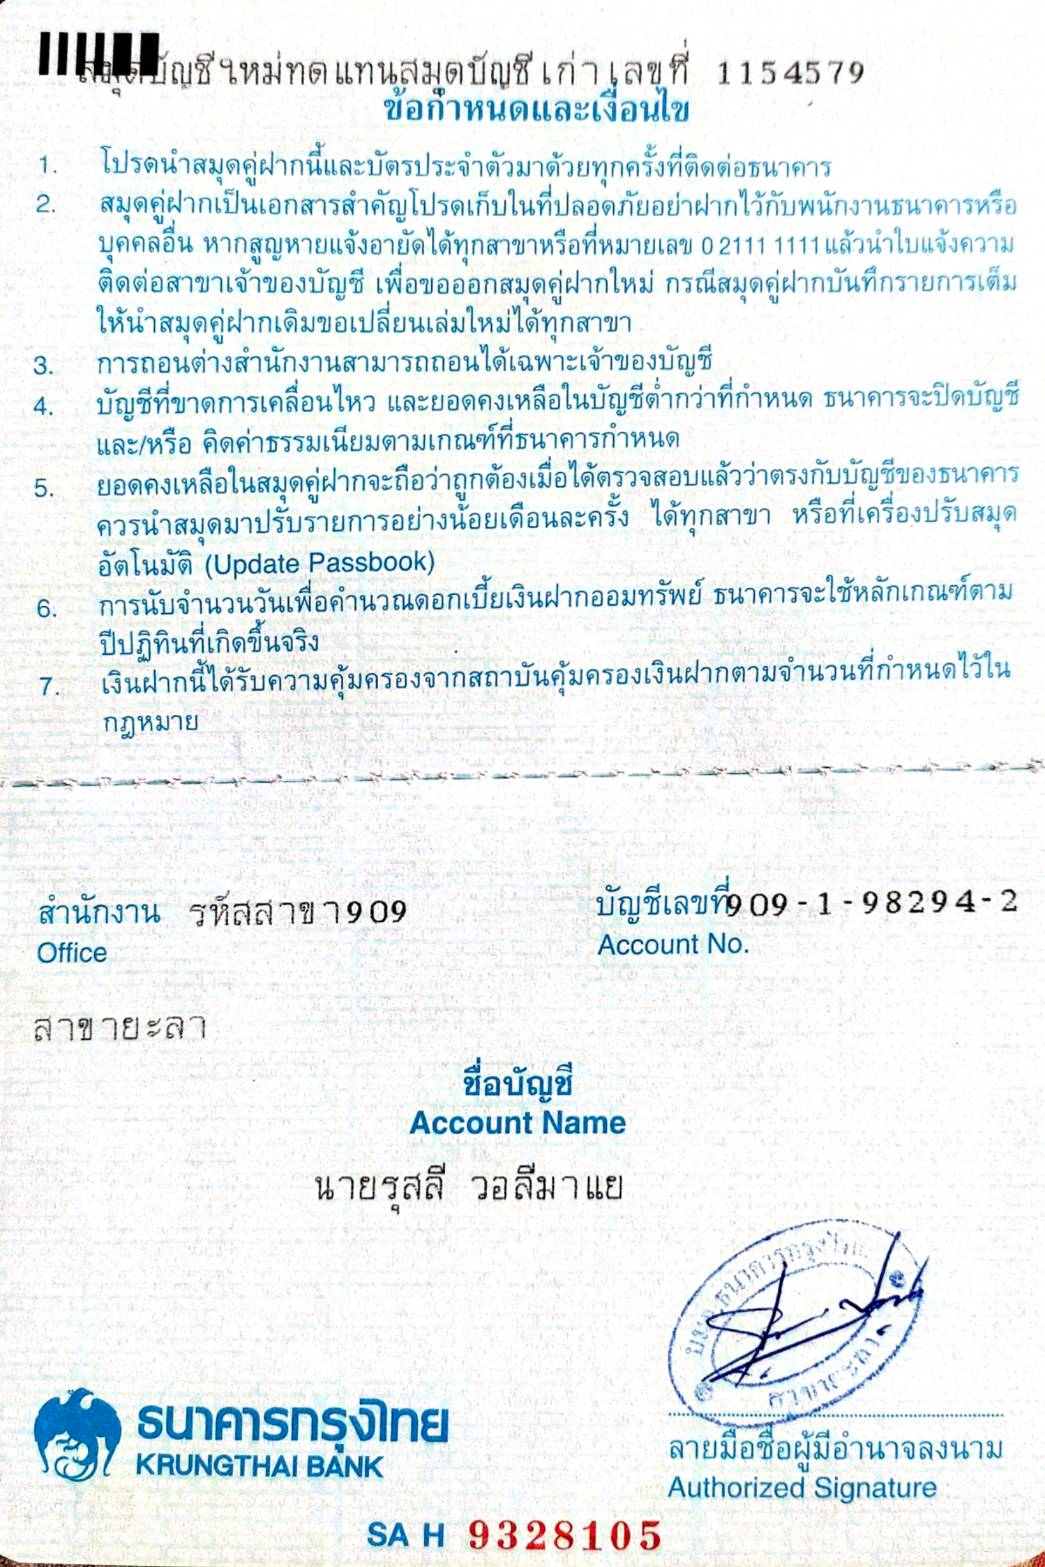 สมุดบัญชีใหม่ทดแทนสมุดบัญชีเก่าเลขที่ 1154579
ข้อกำหนดและเงื่อนไข
1. โปรดนำสมุดคู่ฝากนี้และบัตรประจำตัวมาด้วยทุกครั้งที่ติดต่อธนาคาร
2. สมุดคู่ฝากเป็นเอกสารสำคัญโปรดเก็บในที่ปลอดภัยอย่าฝากไว้กับพนักงานธนาคารหรือ
บุคคลอื่น หากสูญหายแจ้งอายัดได้ทุกสาขาหรือที่หมายเลข 0 2111 1111 แล้วนำใบแจ้งความ
ติดต่อสาขาเจ้าของบัญชี เพื่อขอออกสมุดคู่ฝากใหม่ กรณีสมุดคู่ฝากบันทึกรายการเต็ม
ให้นำสมุดคู่ฝากเดิมขอเปลี่ยนเล่มใหม่ได้ทุกสาขา
3. การถอนต่างสำนักงานสามารถถอนได้เฉพาะเจ้าของบัญชี
4. บัญชีที่ขาดการเคลื่อนไหว และยอดคงเหลือในบัญชีต่ำกว่าที่กำหนด ธนาคารจะปิดบัญชี
และ/หรือ คิดค่าธรรมเนียมตามเกณฑ์ที่ธนาคารกำหนด
5. ยอดคงเหลือในสมุดคู่ฝากจะถือว่าถูกต้องเมื่อได้ตรวจสอบแล้วว่าตรงกับบัญชีของธนาคาร
ควรนำสมุดมาปรับรายการอย่างน้อยเดือนละครั้ง ได้ทุกสาขา หรือที่เครื่องปรับสมุด
อัตโนมัติ (Update Passbook)
6. การนับจำนวนวันเพื่อคำนวณดอกเบี้ยเงินฝากออมทรัพย์ ธนาคารจะใช้หลักเกณฑ์ตาม
ปีปฏิทินที่เกิดขึ้นจริง
7. เงินฝากนี้ได้รับความคุ้มครองจากสถาบันคุ้มครองเงินฝากตามจำนวนที่กำหนดไว้ใน
กฎหมาย
สำนักงาน รหัสสาขา909 บัญชีเลขที่909-1-98294-2
Office Account No.
สาขายะลา
ชื่อบัญชี
Account Name
นายรุสลี วอลีมาแย
บมจ.ธนาคารกรุงไทย
สาขายะลา
ธนาคารกรุงไทย
KRUNGTHAI BANK
ลายมือชื่อผู้มีอำนาจลงนาม
Authorized Signature
SA H 9328105